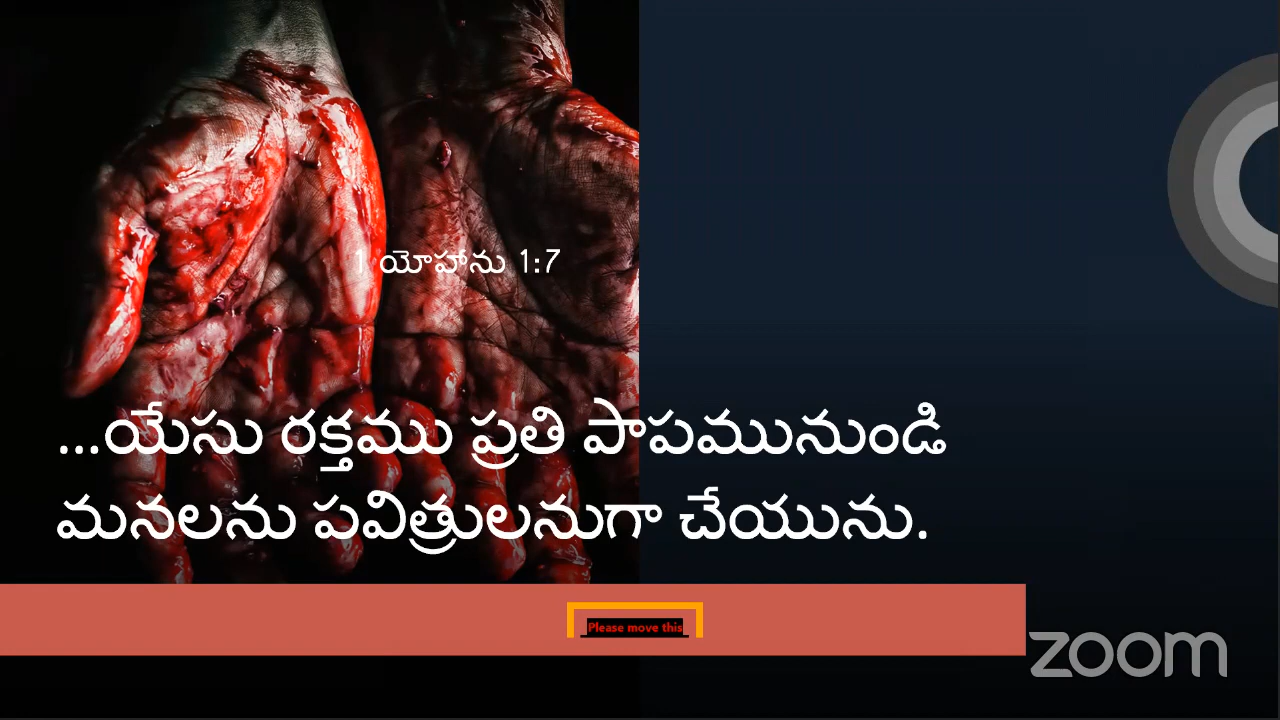 1 యోహాను 1:7
...యేసు రక్తము ప్రతి పాపమునుండి
మనలను పవిత్రులనుగా చేయును.
Please move this
zoom